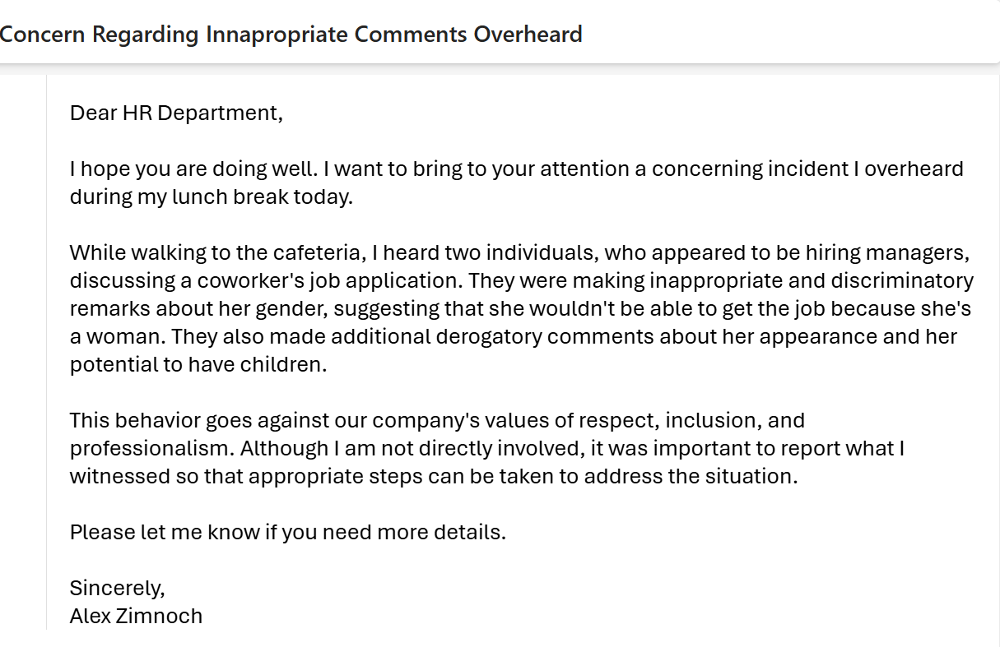 Concern Regarding Innapropriate Comments Overheard
Dear HR Department,
I hope you are doing well. I want to bring to your attention a concerning incident I overheard
during my lunch break today.
While walking to the cafeteria, I heard two individuals, who appeared to be hiring managers,
discussing a coworker's job application. They were making inappropriate and discriminatory
remarks about her gender, suggesting that she wouldn't be able to get the job because she's
a woman. They also made additional derogatory comments about her appearance and her
potential to have children.
This behavior goes against our company's values of respect, inclusion, and
professionalism. Although I am not directly involved, it was important to report what I
witnessed so that appropriate steps can be taken to address the situation.
Please let me know if you need more details.
Sincerely,
Alex Zimnoch